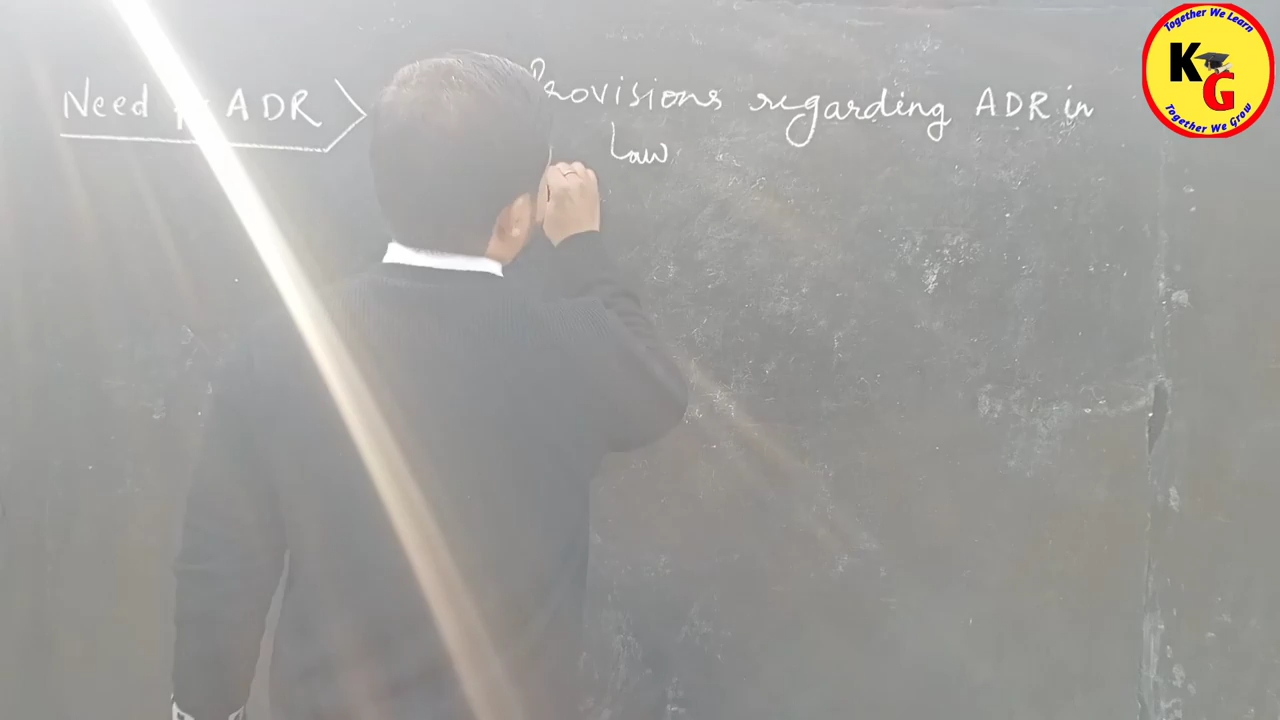 Need ADR
Provisions regarding ADR in
Law
Together We Learn
KG
Together We Grow